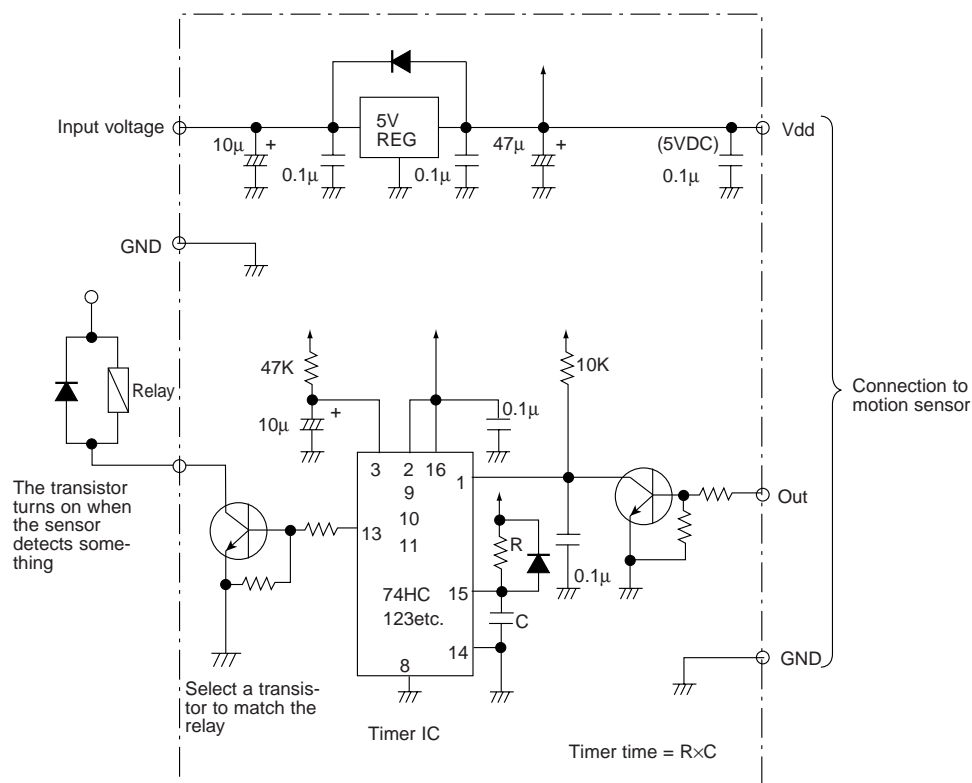 Input voltage
5V
REG
Vdd
10μ +
0.1μ
0.1μ
47μ +
(5VDC)
0.1μ
GND
Relay
47K
10K
10μ +
0.1μ
Connection to
motion sensor
3
2
16
1
9
10
11
13
Out
The transistor
turns on when
the sensor
detects some-
thing
R
0.1μ
74HC
123etc.
15
C
14
8
GND
Select a transis-
tor to match the
relay
Timer IC
Timer time = R×C